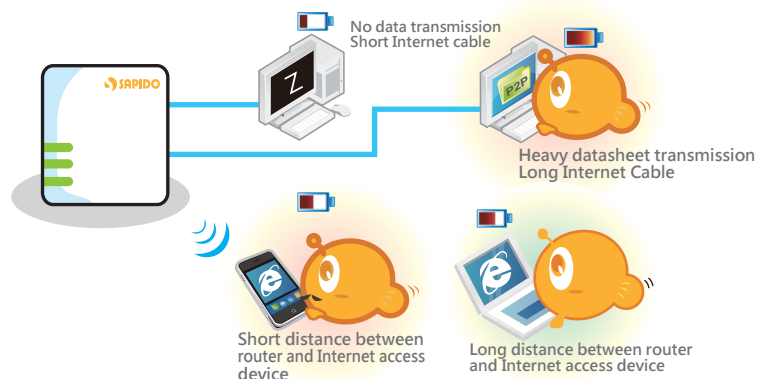 No data transmission
Short Internet cable
SAPIDO
Z
P2P
Heavy datasheet transmission
Long Internet Cable
Short distance between
router and Internet access
device
Long distance between router
and Internet access device